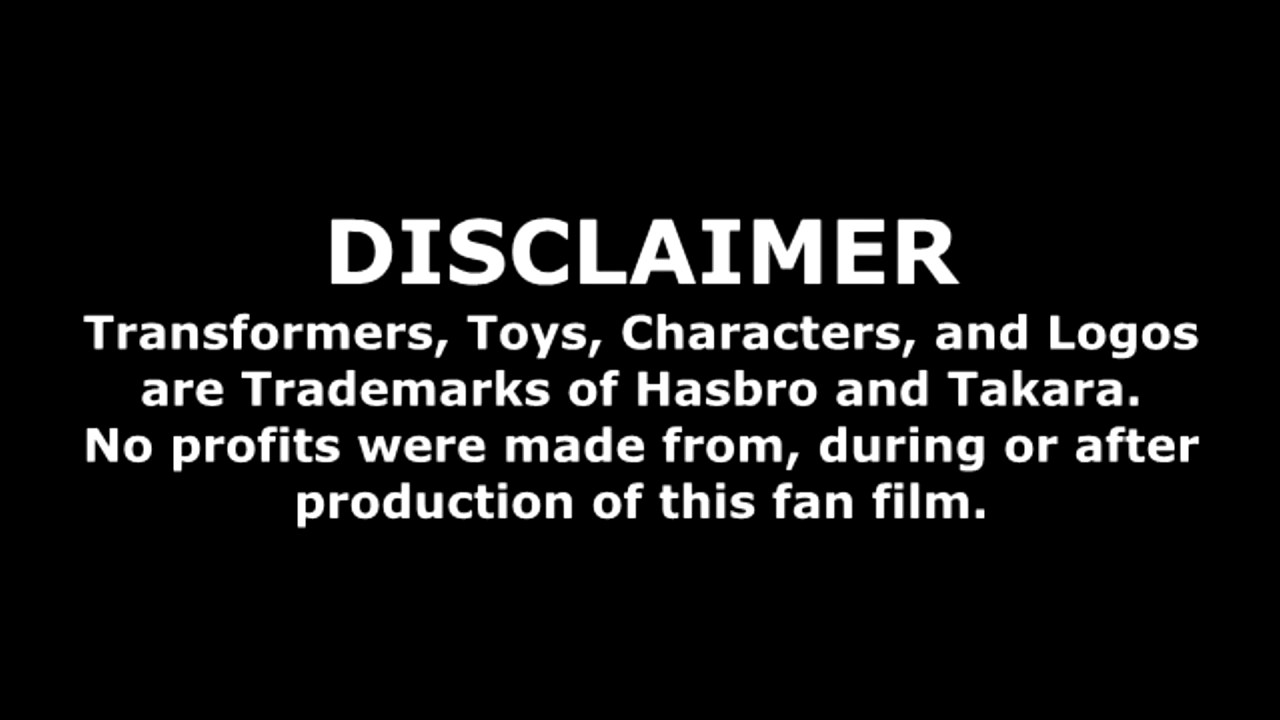 DISCLAIMER
Transformers, Toys, Characters, and Logos
are Trademarks of Hasbro and Takara.
No profits were made from, during or after
production of this fan film.